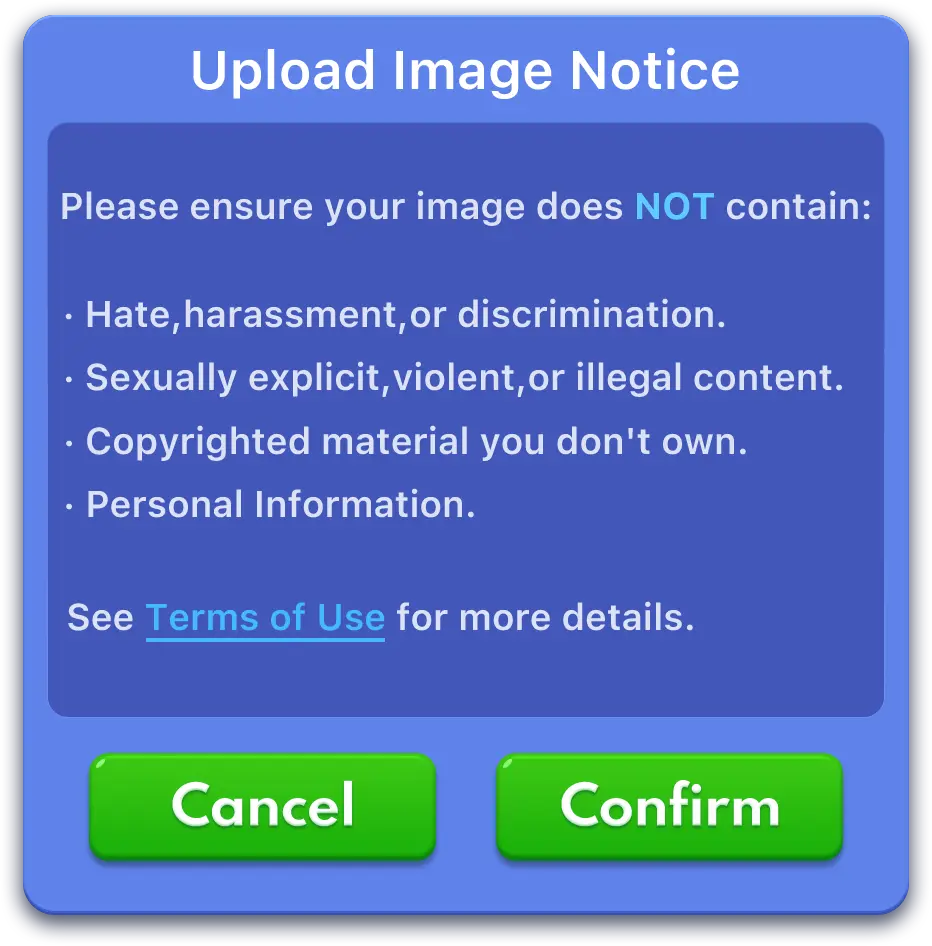 Upload Image Notice
Please ensure your image does NOT contain:
· Hate,harassment,or discrimination.
· Sexually explicit,violent,or illegal content.
· Copyrighted material you don't own.
· Personal Information.
See Terms of Use for more details.
Cancel
Confirm